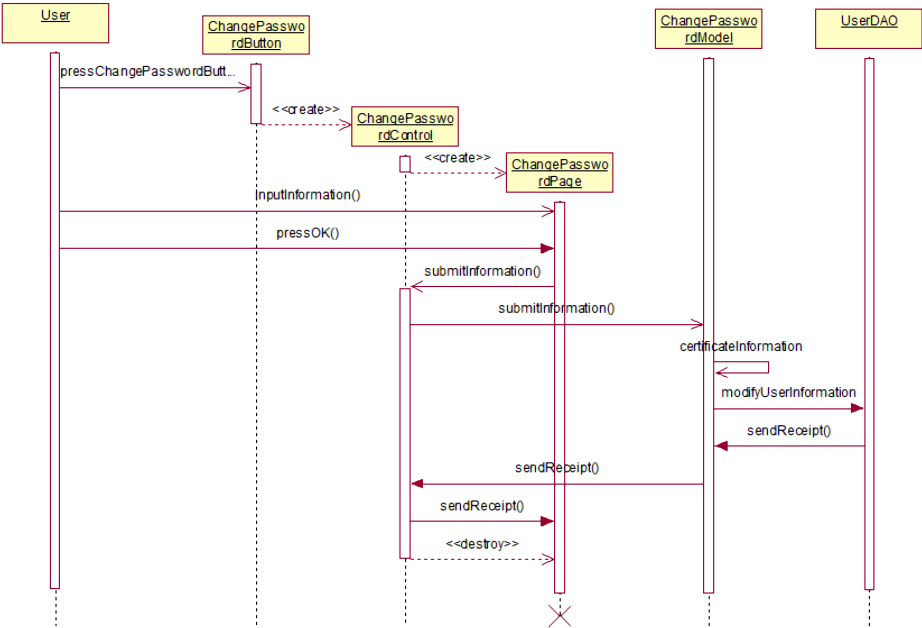 User
ChangePasswo
rdButton
ChangePasswo
rdModel
UserDAO
pressChangePasswordButt...
<<create>>
ChangePasswo
rdControl
<<create>>
ChangePasswo
rdPage
inputInformation()
pressOK()
submitInformation()
submitInformation()
certificateInformation
modifyUserInformation
sendReceipt()
sendReceipt()
sendReceipt()
<<destroy>>